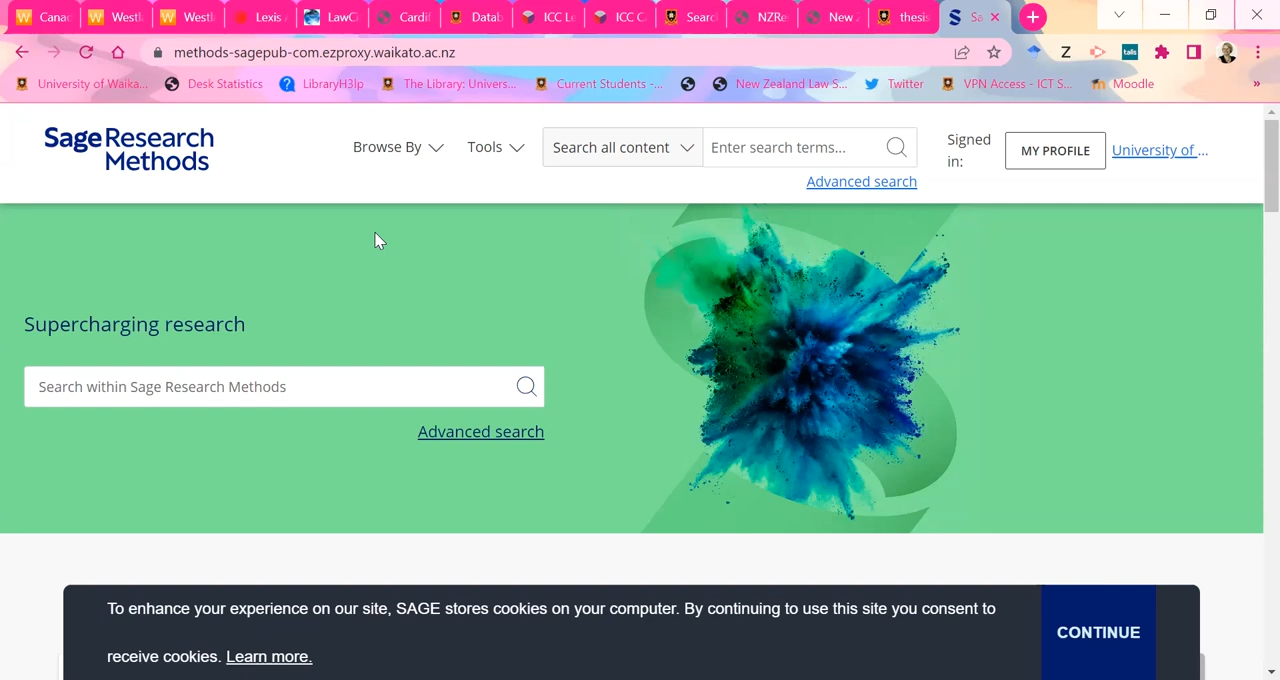 Canac Westl Westl Lexis LawCi Cardif Datab ICC Le ICC Ca Searc NZRe New thesis Sa
methods-sagepub-com.ezproxy.waikato.ac.nz
University of Waika... Desk Statistics LibraryH3lp The Library: Univers... Current Students -... New Zealand Law S... Twitter VPN Access - ICT S... Moodle »
Sage Research Methods
Browse By Tools Search all content Enter search terms... Signed in: MY PROFILE University of ...
Advanced search
Supercharging research
Search within Sage Research Methods
Advanced search
To enhance your experience on our site, SAGE stores cookies on your computer. By continuing to use this site you consent to
receive cookies. Learn more.
CONTINUE